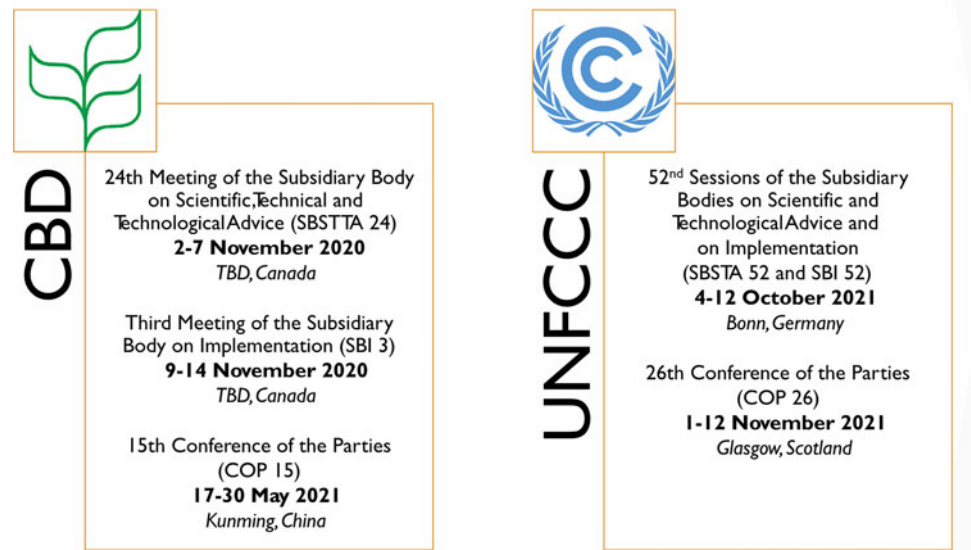 CBD
24th Meeting of the Subsidiary Body
on Scientific,Technical and
Technological Advice (SBSTTA 24)
2-7 November 2020
TBD, Canada
Third Meeting of the Subsidiary
Body on Implementation (SBI 3)
9-14 November 2020
TBD, Canada
15th Conference of the Parties
(COP 15)
17-30 May 2021
Kunming, China
UNFCCC
52nd Sessions of the Subsidiary
Bodies on Scientific and
Technological Advice and
on Implementation
(SBSTA 52 and SBI 52)
4-12 October 2021
Bonn, Germany
26th Conference of the Parties
(COP 26)
1-12 November 2021
Glasgow, Scotland